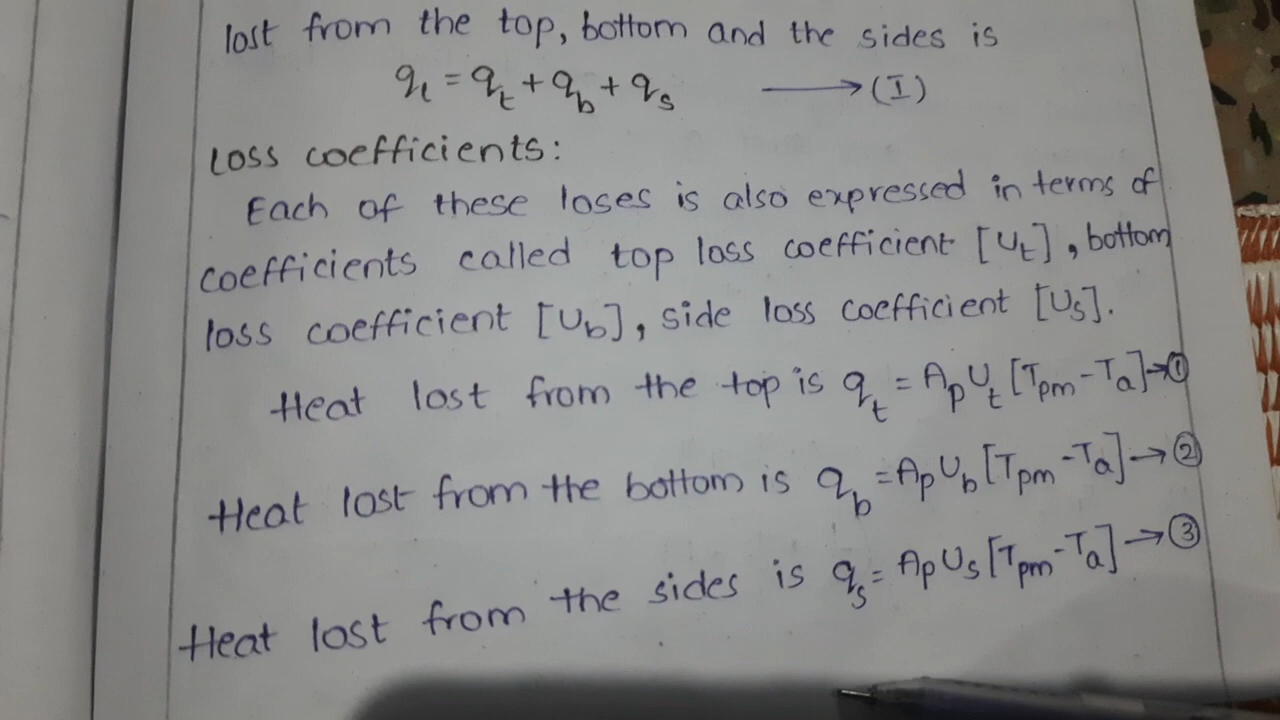 lost from the top, bottom and the sides is
q_l = q_t + q_b + q_s ⟶ (I)
Loss coefficients:
Each of these loses is also expressed in terms of
coefficients called top loss coefficient [U_t], bottom
loss coefficient [U_b], side loss coefficient [U_s].
Heat lost from the top is q_t = A_p U_t [T_pm - T_a] → ①
Heat lost from the bottom is q_b = A_p U_b [T_pm - T_a] → ②
Heat lost from the sides is q_s = A_p U_s [T_pm - T_a] → ③